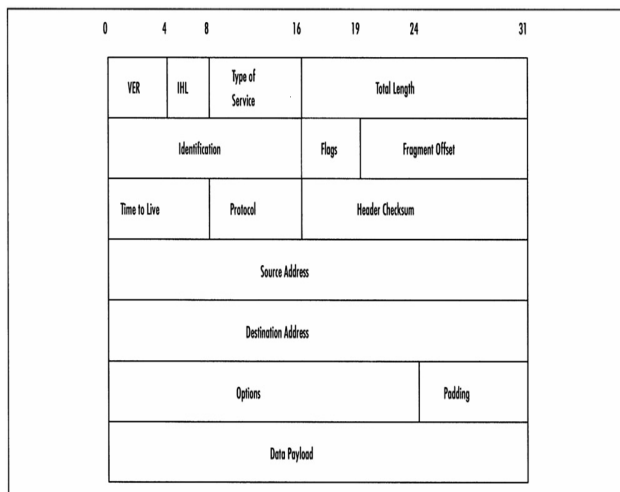 0 4 8 16 19 24 31
VER IHL Type of Service Total Length
Identification Flags Fragment Offset
Time to Live Protocol Header Checksum
Source Address
Destination Address
Options Padding
Data Payload